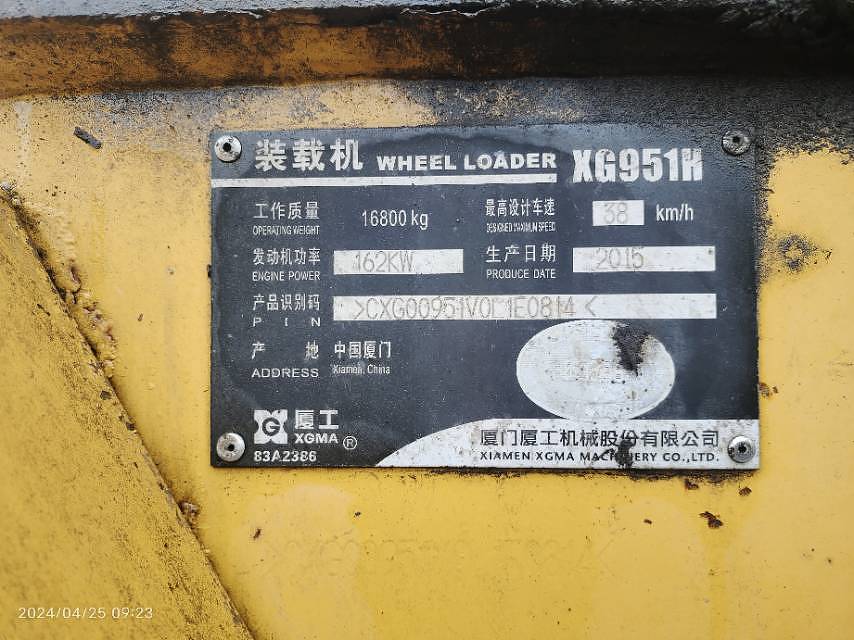 装载机 WHEEL LOADER XG951H
工作质量 16800 kg 最高设计车速 38 km/h
OPERATING WEIGHT DESIGNED MAXIMUM SPEED
发动机功率 162KW 生产日期 2015
ENGINE POWER PRODUCE DATE
产品识别码 >CXG00951V0L1E0814<
PIN
产 地 中国厦门
ADDRESS Xiamen, China
厦工
XGMA ®
83A2386
厦门厦工机械股份有限公司
XIAMEN XGMA MACHINERY CO.,LTD.
2024/04/25 09:23